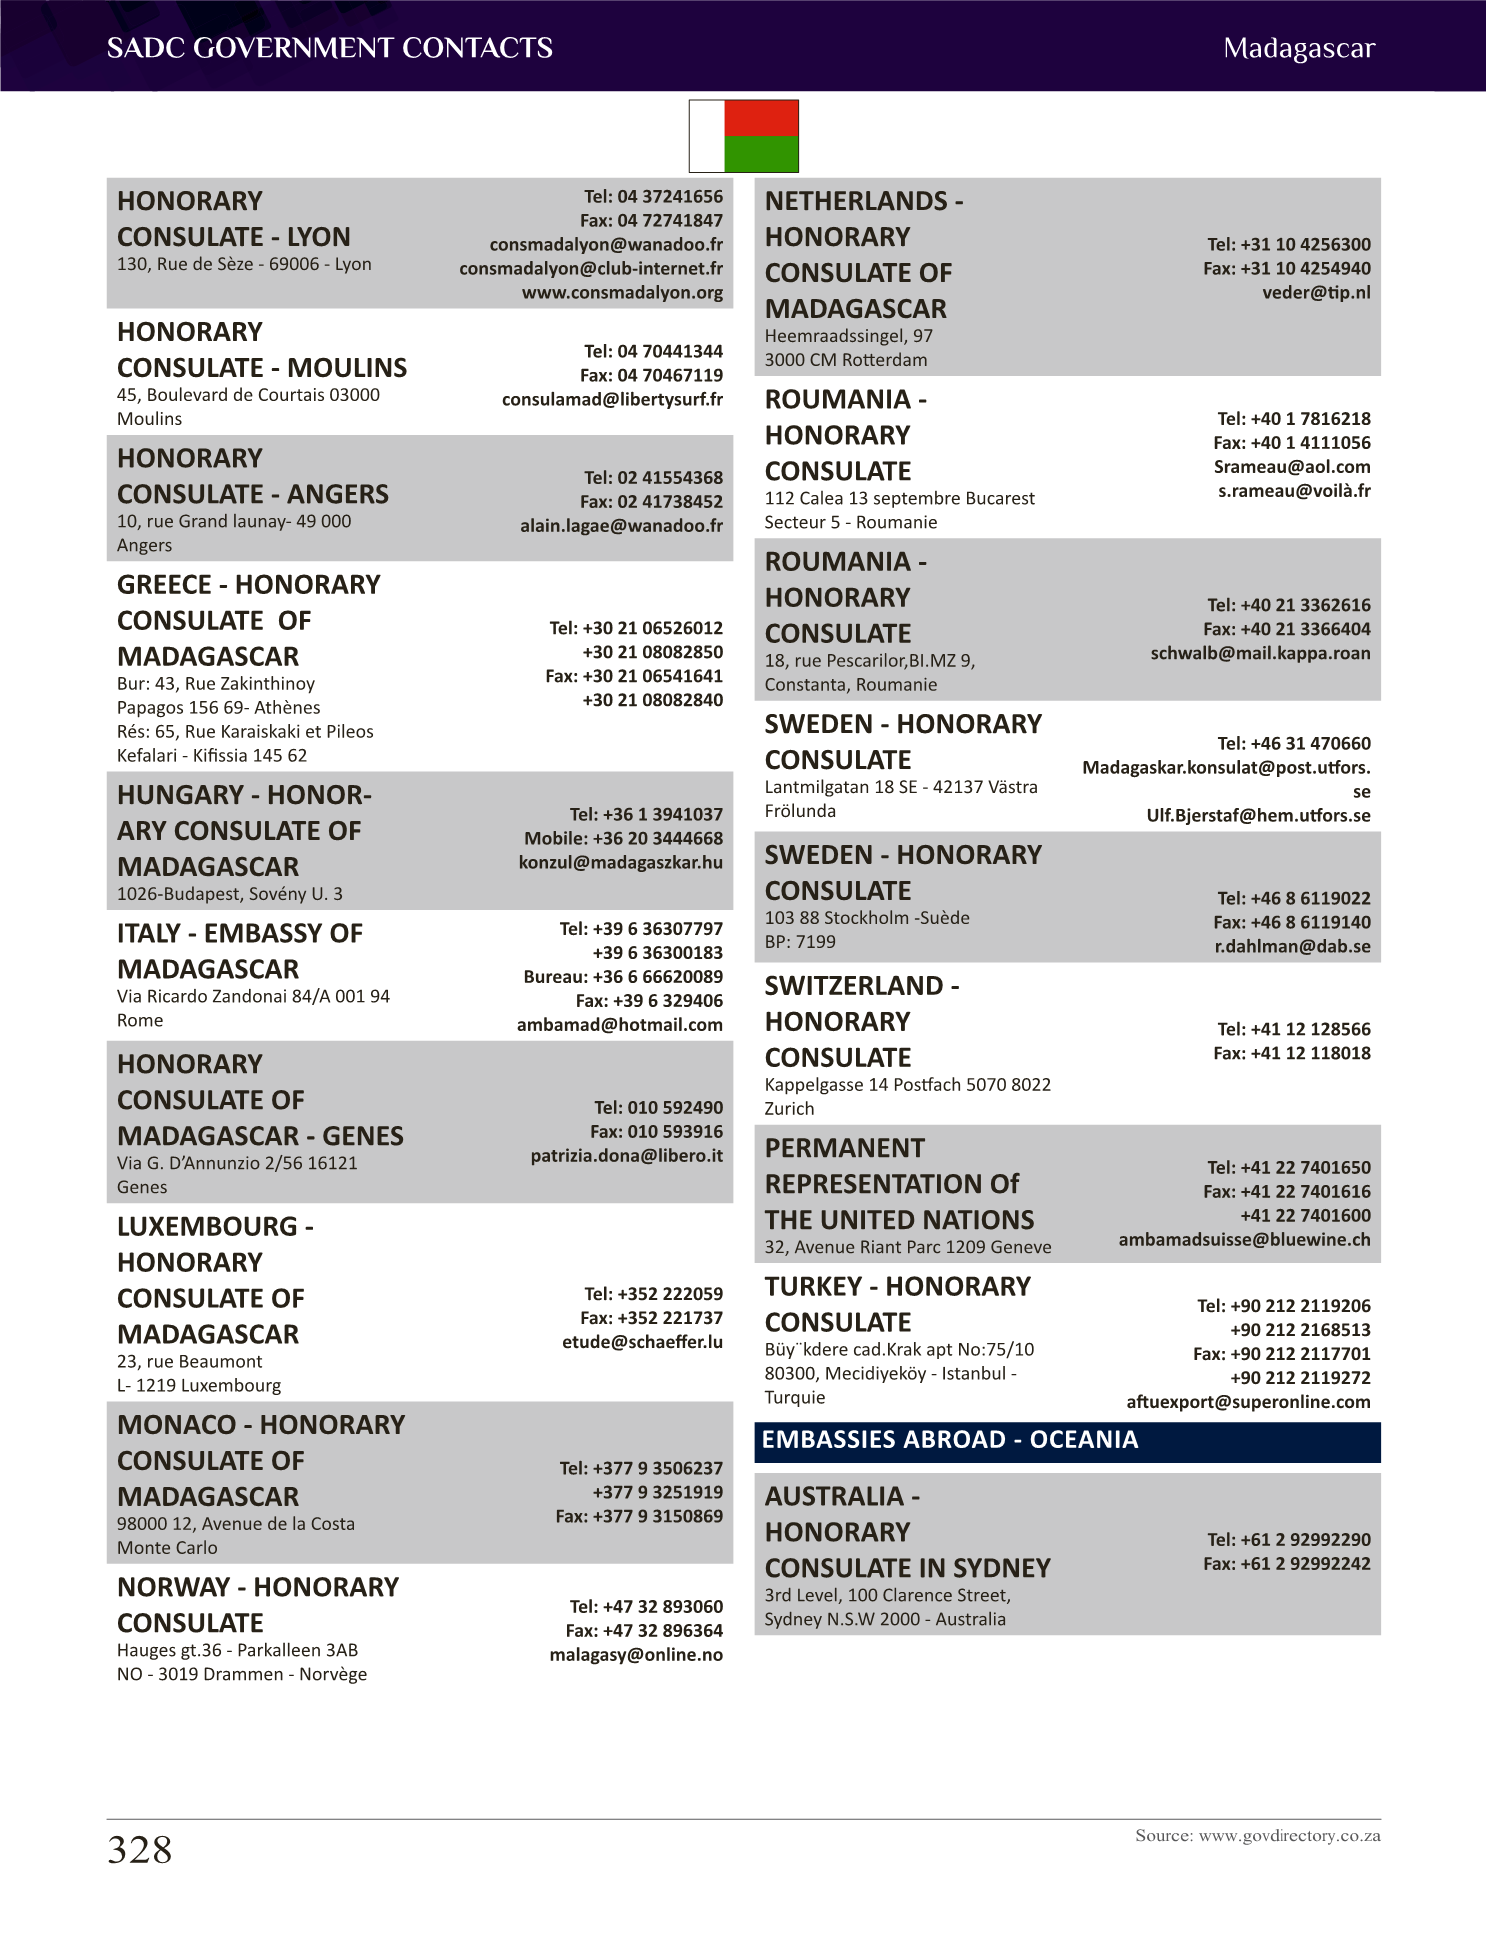 SADC GOVERNMENT CONTACTS
Madagascar
HONORARY
CONSULATE - LYON
130, Rue de Sèze - 69006 - Lyon
Tel: 04 37241656
Fax: 04 72741847
consmadalyon@wanadoo.fr
consmadalyon@club-internet.fr
www.consmadalyon.org
HONORARY
CONSULATE - MOULINS
45, Boulevard de Courtais 03000
Moulins
Tel: 04 70441344
Fax: 04 70467119
consulamad@libertysurf.fr
HONORARY
CONSULATE - ANGERS
10, rue Grand launay- 49 000
Angers
Tel: 02 41554368
Fax: 02 41738452
alain.lagae@wanadoo.fr
GREECE - HONORARY
CONSULATE OF
MADAGASCAR
Bur: 43, Rue Zakinthinoy
Papagos 156 69- Athènes
Rés: 65, Rue Karaiskaki et Pileos
Kefalari - Kifissia 145 62
Tel: +30 21 06526012
+30 21 08082850
Fax: +30 21 06541641
+30 21 08082840
HUNGARY - HONOR-
ARY CONSULATE OF
MADAGASCAR
1026-Budapest, Sovény U. 3
Tel: +36 1 3941037
Mobile: +36 20 3444668
konzul@madagaszkar.hu
ITALY - EMBASSY OF
MADAGASCAR
Via Ricardo Zandonai 84/A 001 94
Rome
Tel: +39 6 36307797
+39 6 36300183
Bureau: +36 6 66620089
Fax: +39 6 329406
ambamad@hotmail.com
HONORARY
CONSULATE OF
MADAGASCAR - GENES
Via G. D’Annunzio 2/56 16121
Genes
Tel: 010 592490
Fax: 010 593916
patrizia.dona@libero.it
LUXEMBOURG -
HONORARY
CONSULATE OF
MADAGASCAR
23, rue Beaumont
L- 1219 Luxembourg
Tel: +352 222059
Fax: +352 221737
etude@schaeffer.lu
MONACO - HONORARY
CONSULATE OF
MADAGASCAR
98000 12, Avenue de la Costa
Monte Carlo
Tel: +377 9 3506237
+377 9 3251919
Fax: +377 9 3150869
NORWAY - HONORARY
CONSULATE
Hauges gt.36 - Parkalleen 3AB
NO - 3019 Drammen - Norvège
Tel: +47 32 893060
Fax: +47 32 896364
malagasy@online.no
NETHERLANDS -
HONORARY
CONSULATE OF
MADAGASCAR
Heemraadssingel, 97
3000 CM Rotterdam
Tel: +31 10 4256300
Fax: +31 10 4254940
veder@tip.nl
ROUMANIA -
HONORARY
CONSULATE
112 Calea 13 septembre Bucarest
Secteur 5 - Roumanie
Tel: +40 1 7816218
Fax: +40 1 4111056
Srameau@aol.com
s.rameau@voilà.fr
ROUMANIA -
HONORARY
CONSULATE
18, rue Pescarilor,BI.MZ 9,
Constanta, Roumanie
Tel: +40 21 3362616
Fax: +40 21 3366404
schwalb@mail.kappa.roan
SWEDEN - HONORARY
CONSULATE
Lantmilgatan 18 SE - 42137 Västra
Frölunda
Tel: +46 31 470660
Madagaskar.konsulat@post.utfors.
se
Ulf.Bjerstaf@hem.utfors.se
SWEDEN - HONORARY
CONSULATE
103 88 Stockholm -Suède
BP: 7199
Tel: +46 8 6119022
Fax: +46 8 6119140
r.dahlman@dab.se
SWITZERLAND -
HONORARY
CONSULATE
Kappelgasse 14 Postfach 5070 8022
Zurich
Tel: +41 12 128566
Fax: +41 12 118018
PERMANENT
REPRESENTATION Of
THE UNITED NATIONS
32, Avenue Riant Parc 1209 Geneve
Tel: +41 22 7401650
Fax: +41 22 7401616
+41 22 7401600
ambamadsuisse@bluewine.ch
TURKEY - HONORARY
CONSULATE
Büy¨kdere cad.Krak apt No:75/10
80300, Mecidiyeköy - Istanbul -
Turquie
Tel: +90 212 2119206
+90 212 2168513
Fax: +90 212 2117701
+90 212 2119272
aftuexport@superonline.com
EMBASSIES ABROAD - OCEANIA
AUSTRALIA -
HONORARY
CONSULATE IN SYDNEY
3rd Level, 100 Clarence Street,
Sydney N.S.W 2000 - Australia
Tel: +61 2 92992290
Fax: +61 2 92992242
328
Source: www.govdirectory.co.za